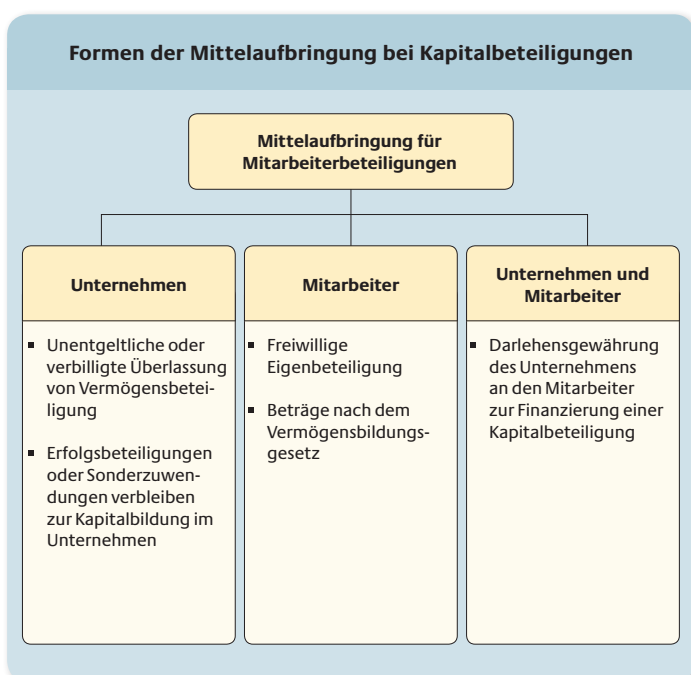 Formen der Mittelaufbringung bei Kapitalbeteiligungen
Mittelaufbringung für
Mitarbeiterbeteiligungen
Unternehmen
▪ Unentgeltliche oder
verbilligte Überlassung
von Vermögensbetei-
ligung
▪ Erfolgsbeteiligungen
oder Sonderzuwen-
dungen verbleiben
zur Kapitalbildung im
Unternehmen
Mitarbeiter
▪ Freiwillige
Eigenbeteiligung
▪ Beträge nach dem
Vermögensbildungs-
gesetz
Unternehmen und
Mitarbeiter
▪ Darlehensgewährung
des Unternehmens
an den Mitarbeiter
zur Finanzierung einer
Kapitalbeteiligung